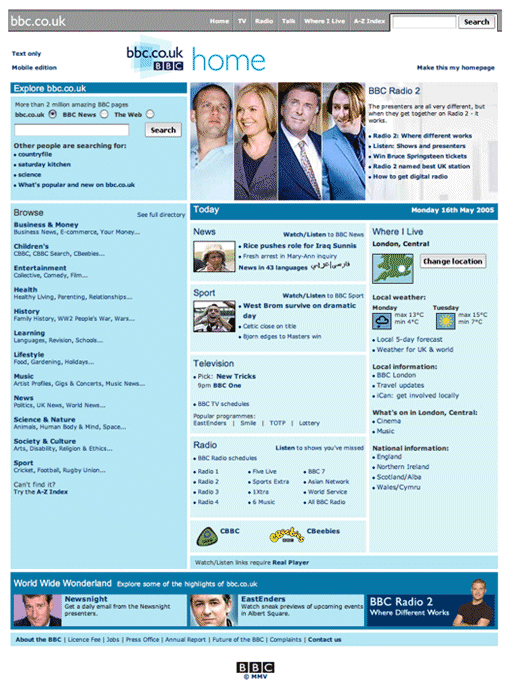 bbc.co.uk
Home TV Radio Talk Where I Live A-Z Index Search
Text only
Mobile edition
bbc.co.uk
BBC
home
Make this my homepage
Explore bbc.co.uk
More than 2 million amazing BBC pages
bbc.co.uk BBC News The Web
Search
Other people are searching for:
countryfile
saturday kitchen
science
What's popular and new on bbc.co.uk
BBC Radio 2
The presenters are all very different, but
when they get together on Radio 2 - it
works.
Radio 2: Where different works
Listen: Shows and presenters
Win Bruce Springsteen tickets
Radio 2 named best UK station
How to get digital radio
Browse See full directory
Business & Money
Business News, E-commerce, Your Money...
Children's
CBBC, CBBC Search, CBeebies...
Entertainment
Collective, Comedy, Film...
Health
Healthy Living, Parenting, Relationships...
History
Family History, WW2 People's War, Wars...
Learning
Languages, Revision, Schools...
Lifestyle
Food, Gardening, Holidays...
Music
Artist Profiles, Gigs & Concerts, Music News...
News
Politics, UK News, World News...
Science & Nature
Animals, Human Body & Mind, Space...
Society & Culture
Arts, Disability, Religion & Ethics...
Sport
Cricket, Football, Rugby Union...
Can't find it?
Try the A-Z Index
Today Monday 16th May 2005
News Watch/Listen to BBC News
Rice pushes role for Iraq Sunnis
Fresh arrest in Mary-Ann inquiry
News in 43 languages عربي فارسی
Sport Watch/Listen to BBC Sport
West Brom survive on dramatic
day
Celtic close on title
Bjorn edges to Masters win
Television
Pick: New Tricks
9pm BBC One
BBC TV schedules
Popular programmes:
EastEnders | Smile | TOTP | Lottery
Radio Listen to shows you've missed
BBC Radio schedules
Radio 1 Five Live BBC 7
Radio 2 Sports Extra Asian Network
Radio 3 1Xtra World Service
Radio 4 6 Music All BBC Radio
CBBC CBeebies
Watch/Listen links require Real Player
Where I Live
London, Central
Change location
Local weather:
Monday Tuesday
max 13°C max 15°C
min 4°C min 7°C
Local 5-day forecast
Weather for UK & world
Local information:
BBC London
Travel updates
iCan: get involved locally
What's on in London, Central:
Cinema
Music
National information:
England
Northern Ireland
Scotland/Alba
Wales/Cymru
World Wide Wonderland Explore some of the highlights of bbc.co.uk
Newsnight
Get a daily email from the Newsnight
presenters.
EastEnders
Watch sneak previews of upcoming events
in Albert Square.
BBC Radio 2
Where Different Works
About the BBC | Licence Fee | Jobs | Press Office | Annual Report | Future of the BBC | Complaints | Contact us
BBC
© MMV